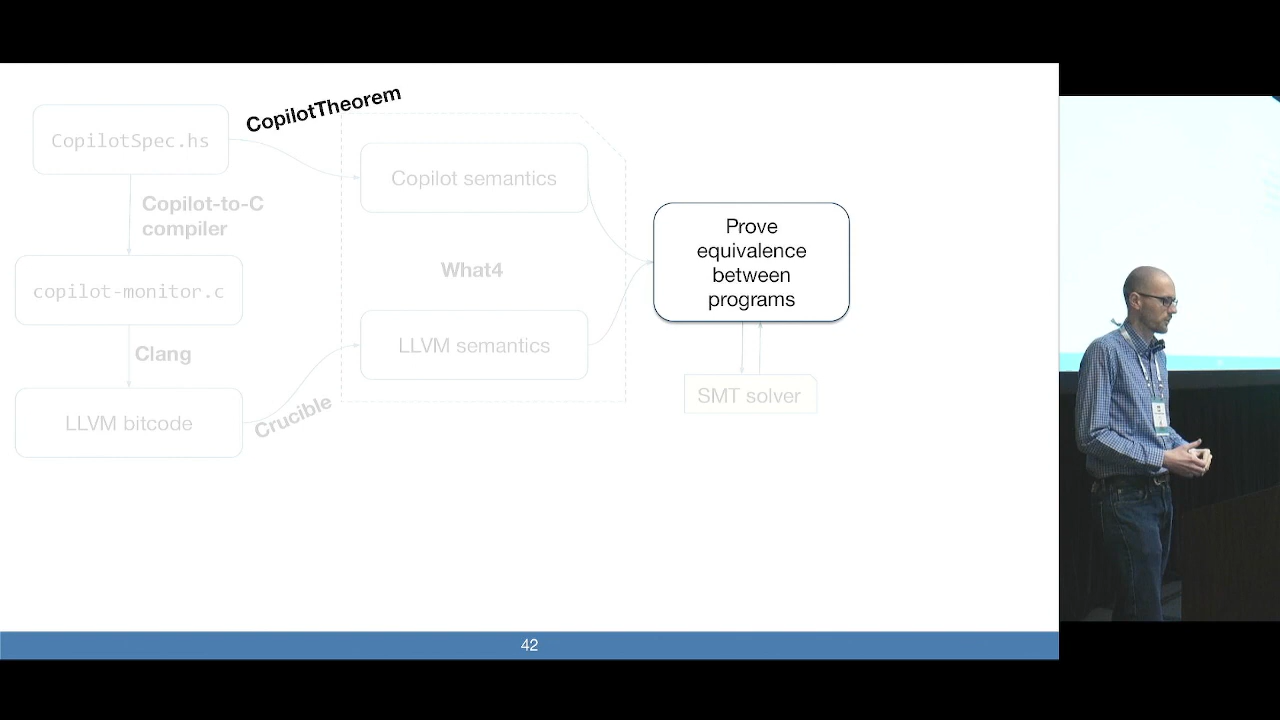 CopilotTheorem
CopilotSpec.hs
Copilot semantics
Copilot-to-C
compiler
Prove
equivalence
between
programs
What4
copilot-monitor.c
LLVM semantics
Clang
SMT solver
Crucible
LLVM bitcode
42